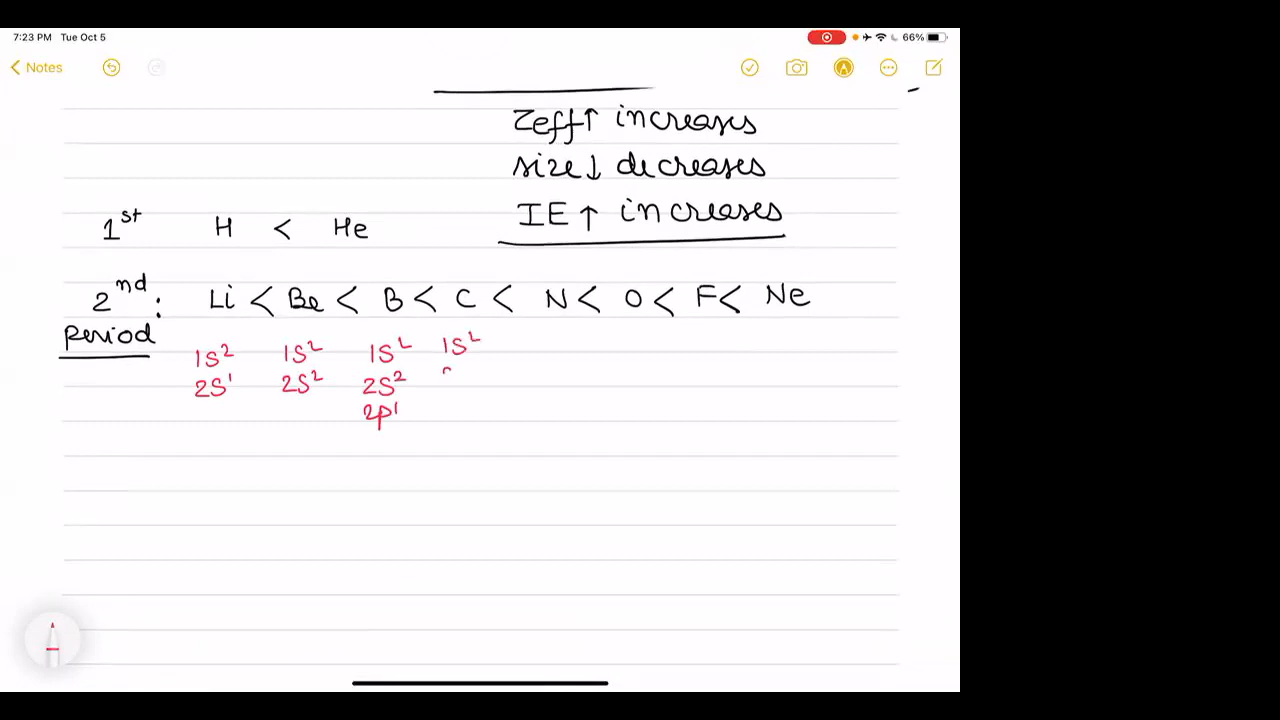 7:23 PM Tue Oct 5
66%
Notes
Zeff↑ increases
size↓ decreases
IE↑ increases
1st H < He
2nd: Li < Be < B < C < N < O < F < Ne
Period
1s² 1s² 1s² 1s²
2s¹ 2s² 2s²
2p¹